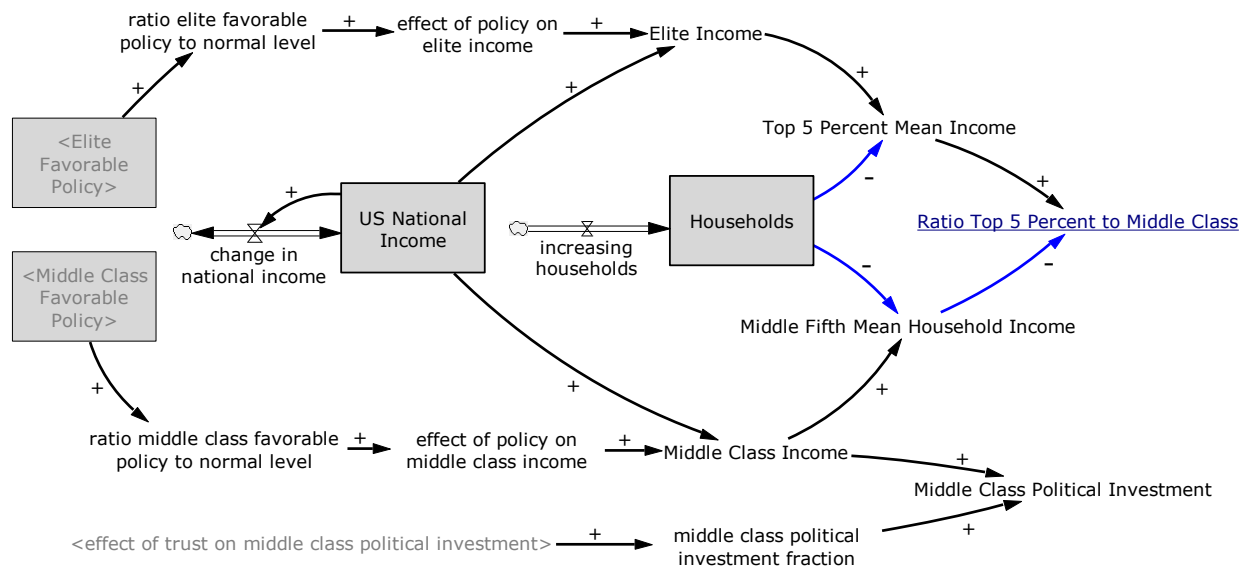 ratio elite favorable
policy to normal level
+
effect of policy on
elite income
+
Elite Income
+
+
+
Top 5 Percent Mean Income
<Elite
Favorable
Policy>
+
US National
Income
Households
-
+
Ratio Top 5 Percent to Middle Class
change in
national income
increasing
households
<Middle Class
Favorable
Policy>
-
-
Middle Fifth Mean Household Income
+
+
+
ratio middle class favorable
policy to normal level
+
effect of policy on
middle class income
+
Middle Class Income
+
Middle Class Political Investment
<effect of trust on middle class political investment>
+
middle class political
investment fraction
+